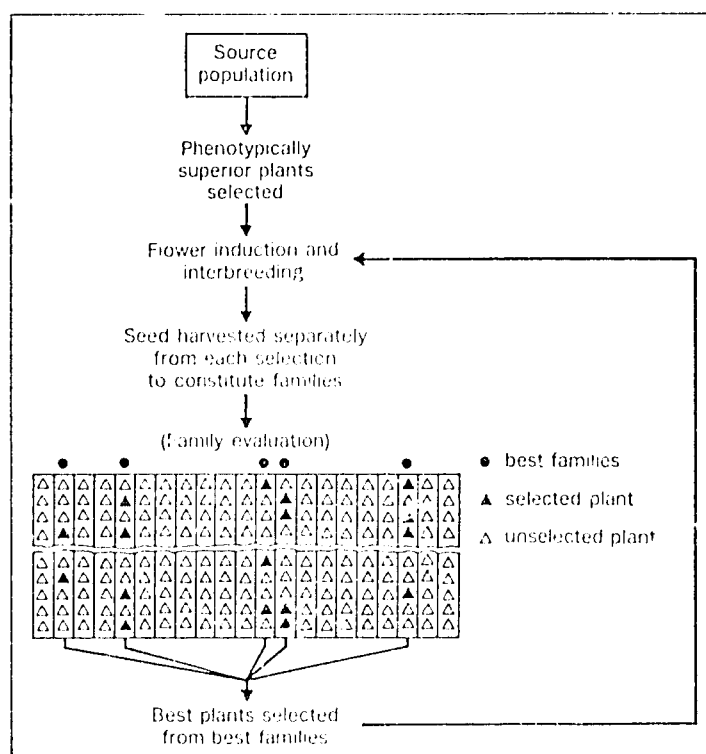 Source
population
Phenotypically
superior plants
selected
Flower induction and
interbreeding
Seed harvested separately
from each selection
to constitute families
(Family evaluation)
best families
selected plant
unselected plant
Best plants selected
from best families